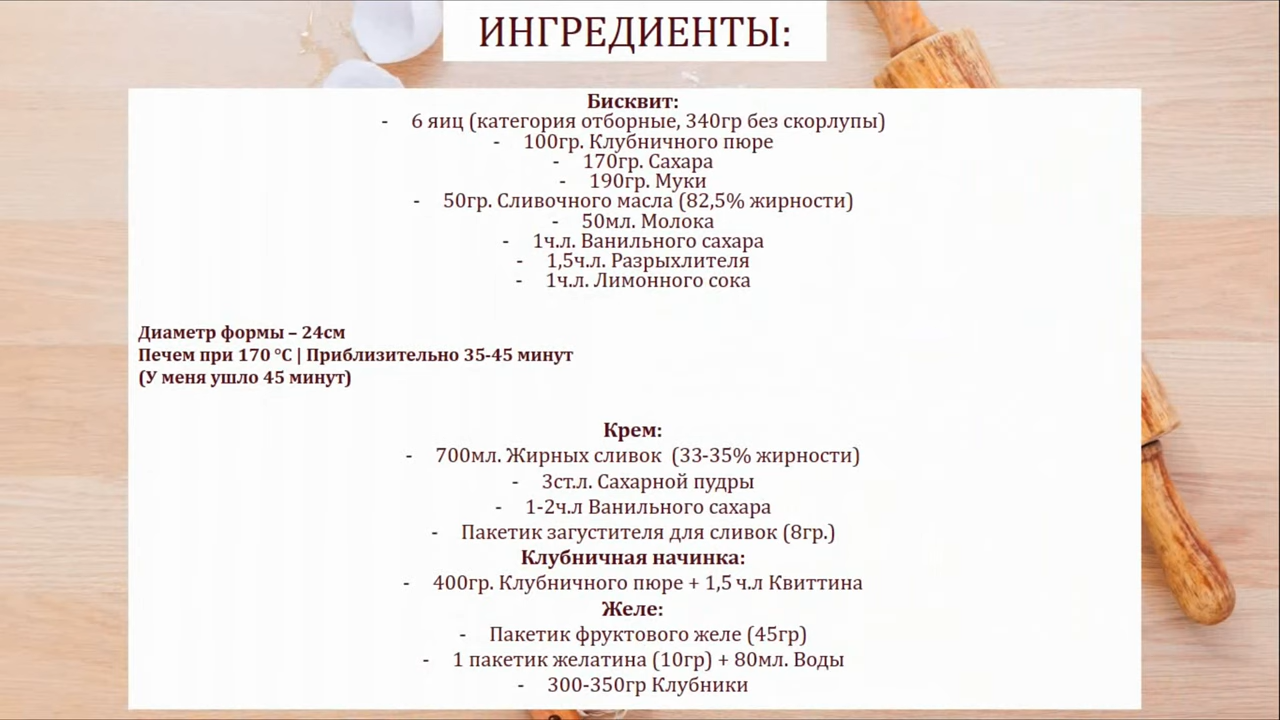 ИНГРЕДИЕНТЫ:
Бисквит:
- 6 яиц (категория отборные, 340гр без скорлупы)
- 100гр. Клубничного пюре
- 170гр. Сахара
- 190гр. Муки
- 50гр. Сливочного масла (82,5% жирности)
- 50мл. Молока
- 1ч.л. Ванильного сахара
- 1,5ч.л. Разрыхлителя
- 1ч.л. Лимонного сока
Диаметр формы – 24см
Печем при 170 °С | Приблизительно 35-45 минут
(У меня ушло 45 минут)
Крем:
- 700мл. Жирных сливок (33-35% жирности)
- 3ст.л. Сахарной пудры
- 1-2ч.л Ванильного сахара
- Пакетик загустителя для сливок (8гр.)
Клубничная начинка:
- 400гр. Клубничного пюре + 1,5 ч.л Квиттина
Желе:
- Пакетик фруктового желе (45гр)
- 1 пакетик желатина (10гр) + 80мл. Воды
- 300-350гр Клубники